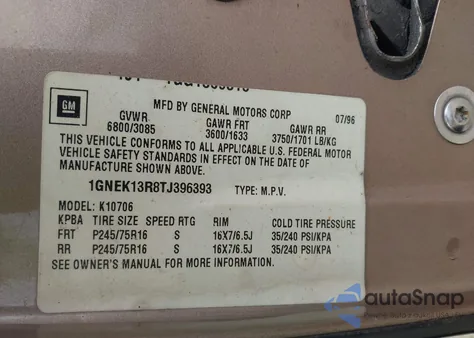 GM
MFD BY GENERAL MOTORS CORP 07/96
GVWR GAWR FRT GAWR RR
6800/3085 3600/1633 3750/1701 LB/KG
THIS VEHICLE CONFORMS TO ALL U.S. FEDERAL MOTOR
VEHICLE SAFETY STANDARDS IN EFFECT ON THE DATE OF
MANUFACTURE SHOWN ABOVE.
1GNEK13R8TJ396393 TYPE: M.P.V.
MODEL: K10706
KPBA TIRE SIZE SPEED RTG RIM COLD TIRE PRESSURE
FRT P245/75R16 S 16X7/6.5J 35/240 PSI/KPA
RR P245/75R16 S 16X7/6.5J 35/240 PSI/KPA
SEE OWNER'S MANUAL FOR MORE INFORMATION.
autoSnap